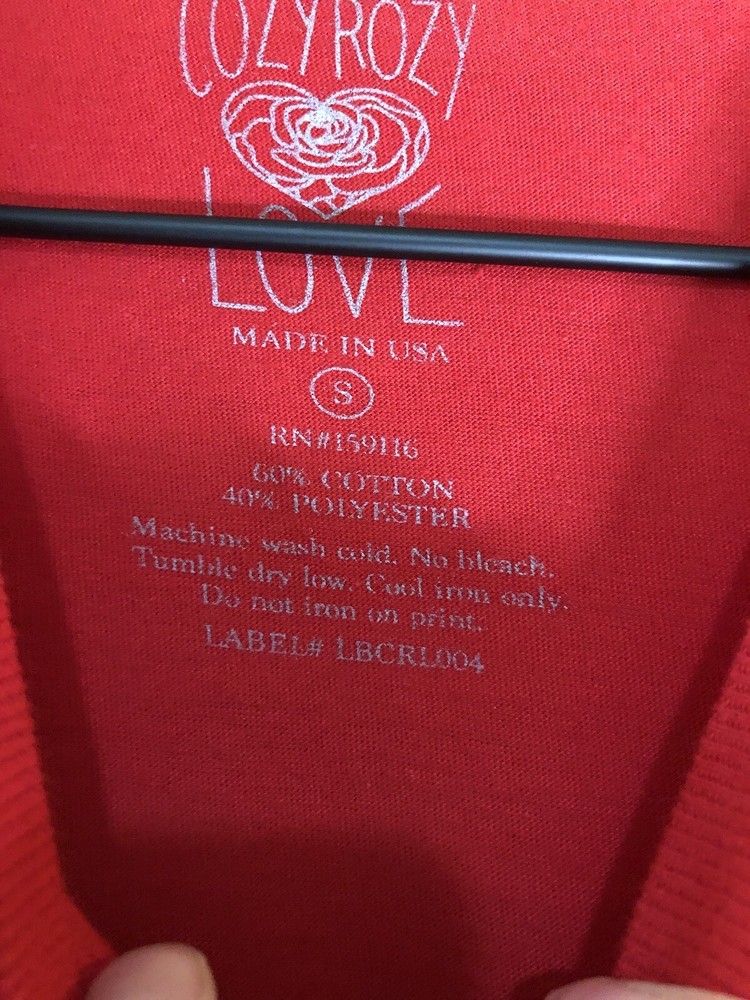 COZYROZY
LOVE
MADE IN USA
S
RN#159116
60% COTTON
40% POLYESTER
Machine wash cold. No bleach.
Tumble dry low. Cool iron only.
Do not iron on print.
LABEL# LBCRL004